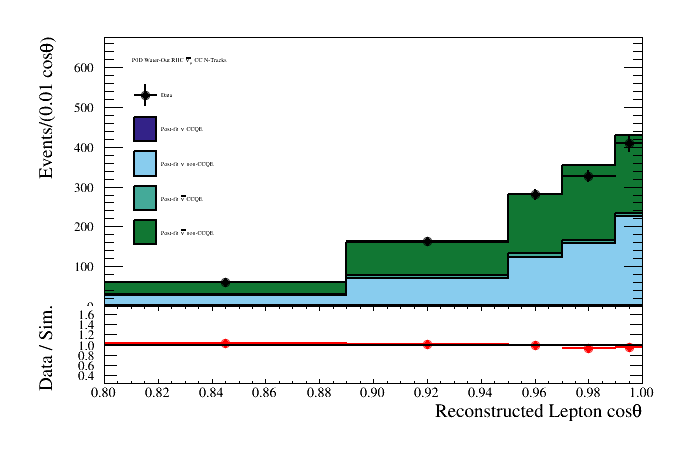 Events/(0.01 cosθ)
600
500
400
300
200
100
0
P0D Water-Out RHC ν̅μ CC N-Tracks
Data
Post-fit ν CCQE
Post-fit ν non-CCQE
Post-fit ν̅ CCQE
Post-fit ν̅ non-CCQE
Data / Sim.
1.6
1.4
1.2
1.0
0.8
0.6
0.4
0.80 0.82 0.84 0.86 0.88 0.90 0.92 0.94 0.96 0.98 1.00
Reconstructed Lepton cosθ